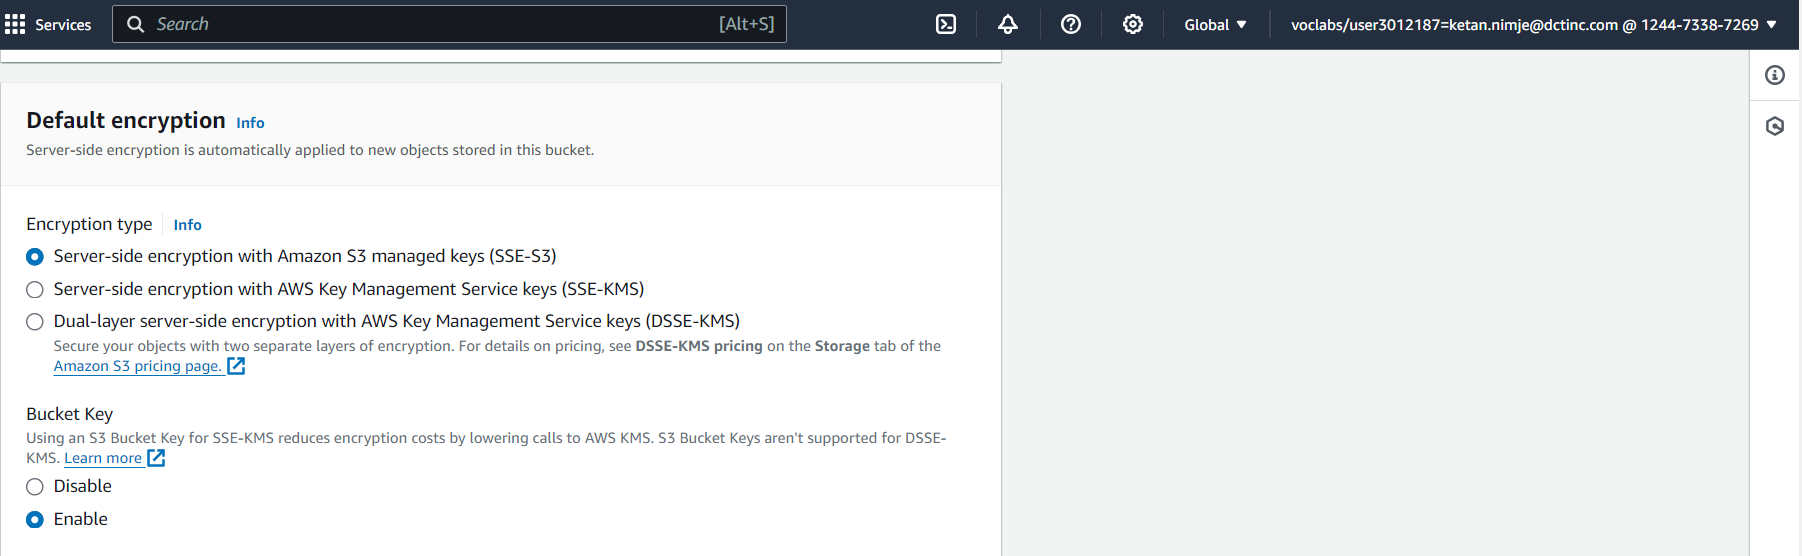 Services
Search [Alt+S]
Global
voclabs/user3012187=ketan.nimje@dctinc.com @ 1244-7338-7269
Default encryption Info
Server-side encryption is automatically applied to new objects stored in this bucket.
Encryption type Info
Server-side encryption with Amazon S3 managed keys (SSE-S3)
Server-side encryption with AWS Key Management Service keys (SSE-KMS)
Dual-layer server-side encryption with AWS Key Management Service keys (DSSE-KMS)
Secure your objects with two separate layers of encryption. For details on pricing, see DSSE-KMS pricing on the Storage tab of the
Amazon S3 pricing page.
Bucket Key
Using an S3 Bucket Key for SSE-KMS reduces encryption costs by lowering calls to AWS KMS. S3 Bucket Keys aren't supported for DSSE-
KMS. Learn more
Disable
Enable